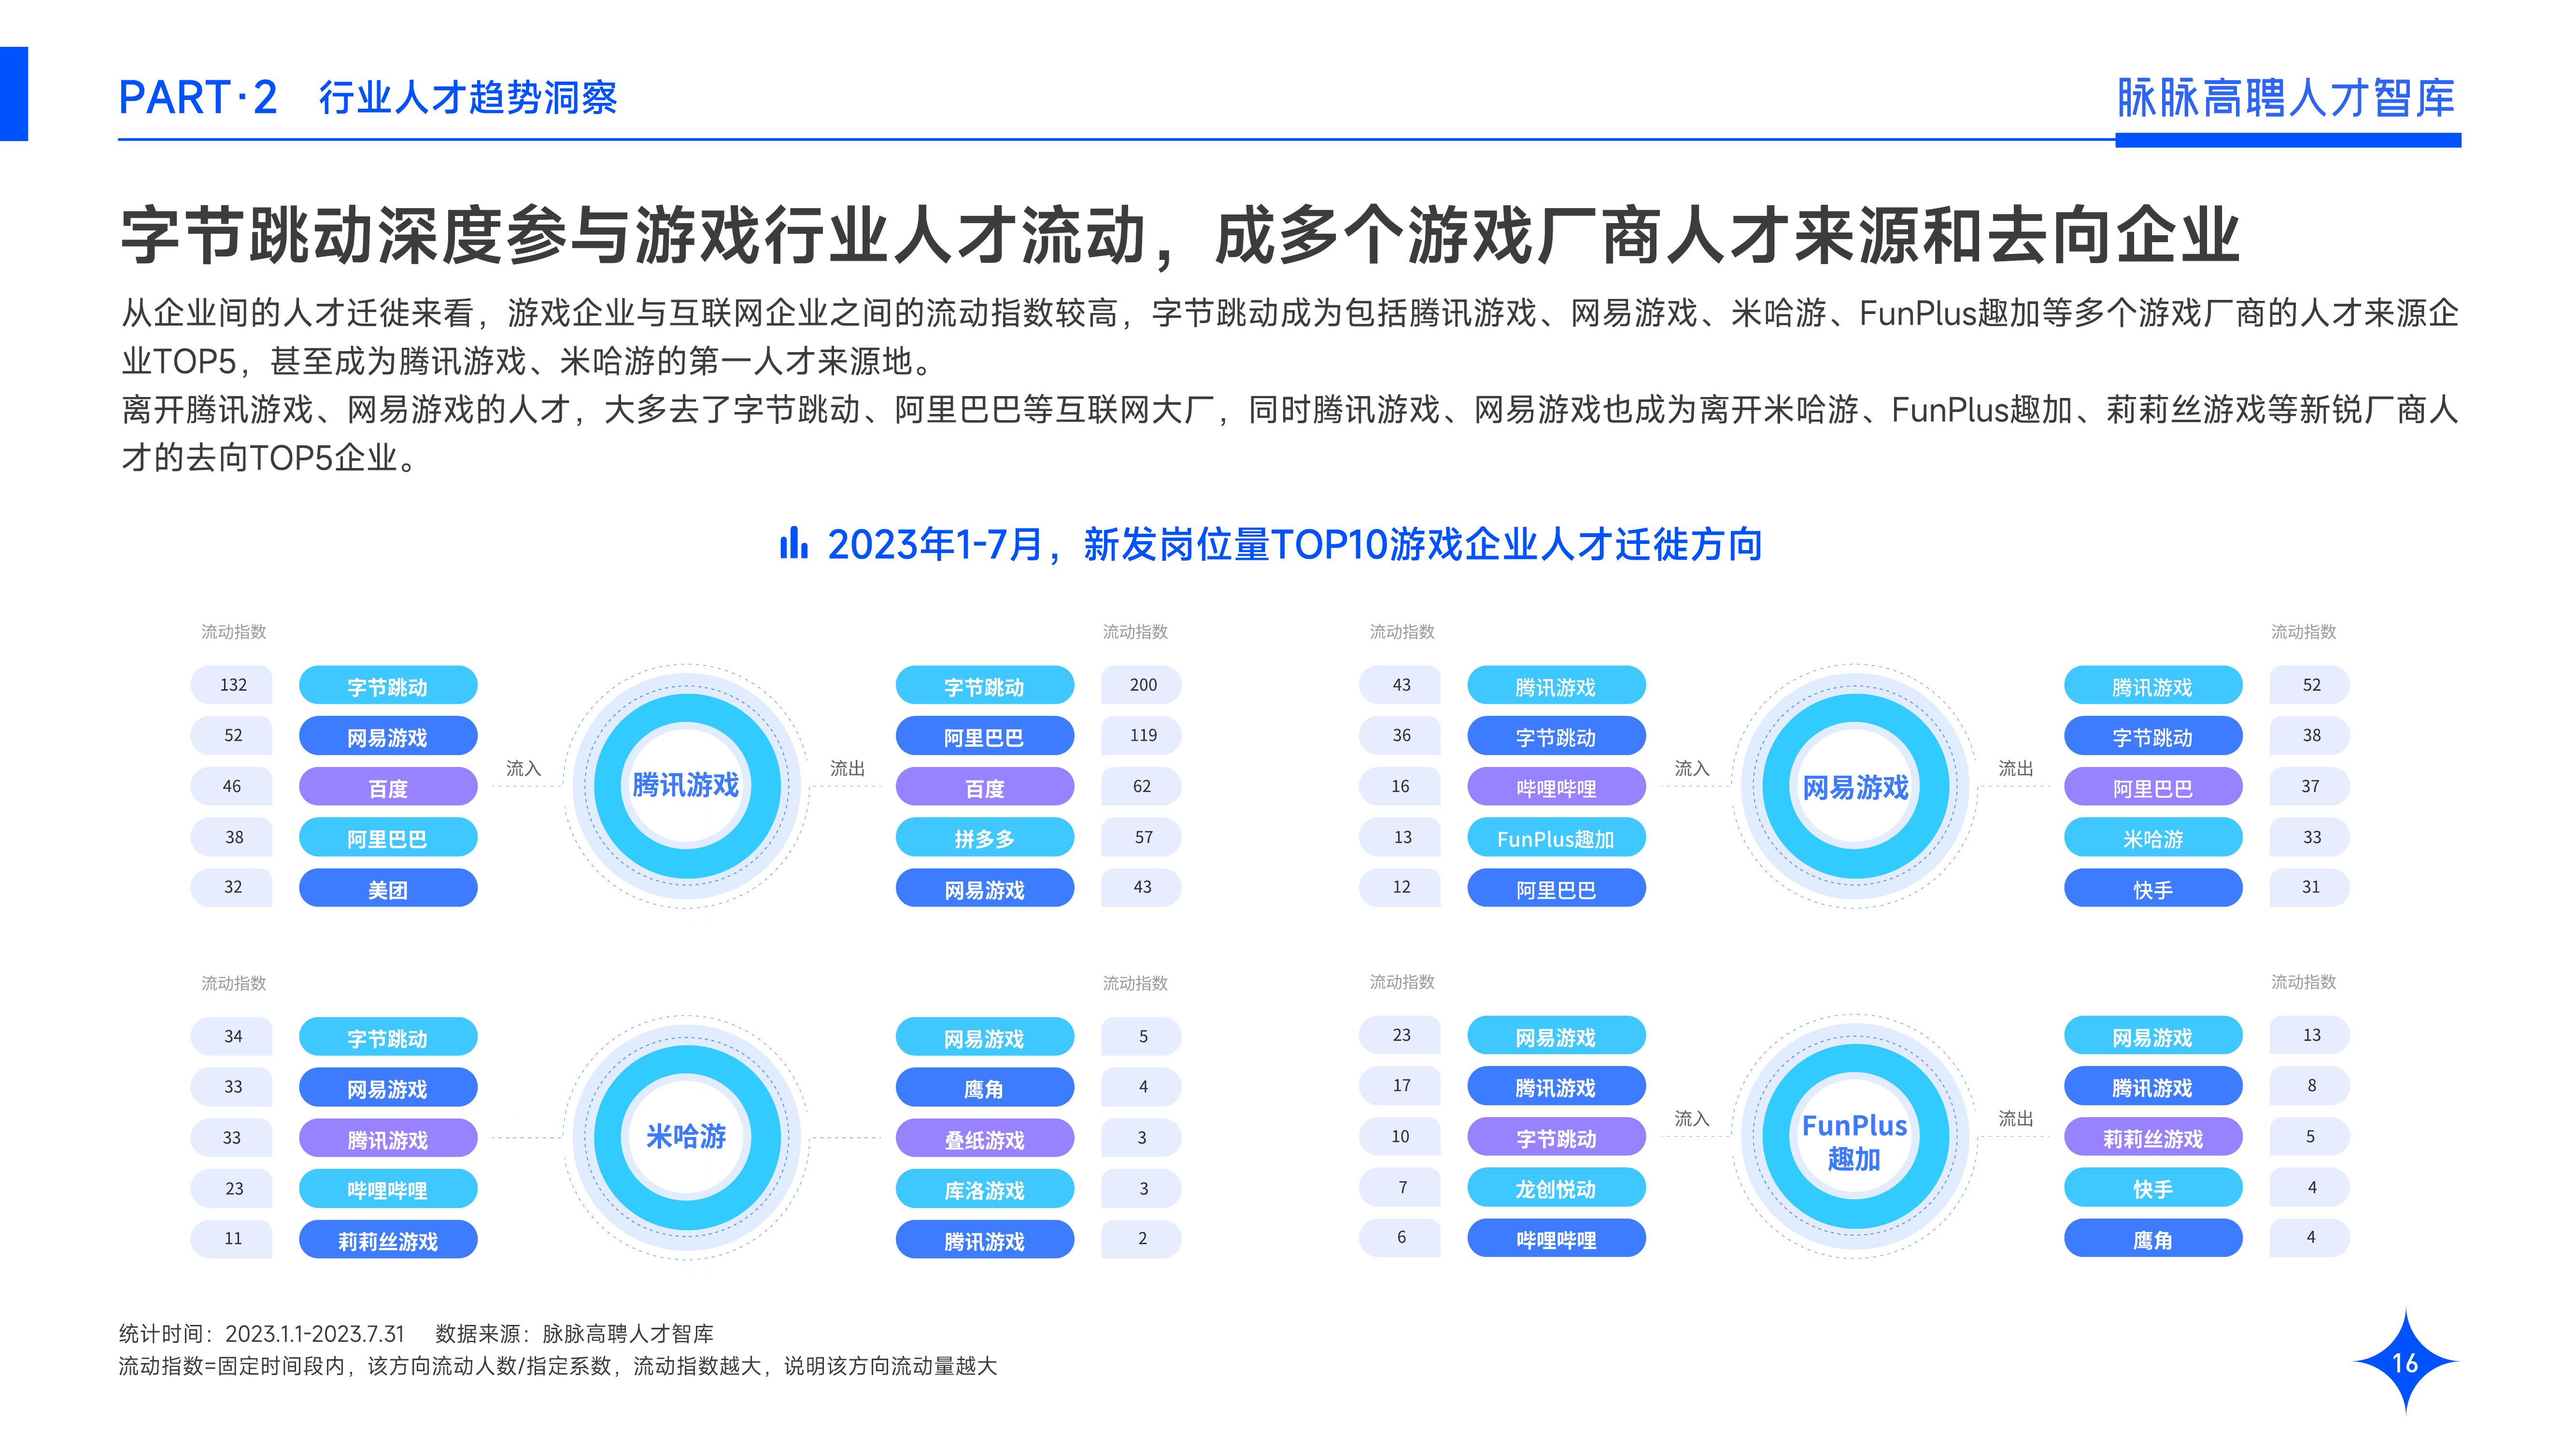 PART·2 行业人才趋势洞察
脉脉高聘人才智库
字节跳动深度参与游戏行业人才流动，成多个游戏厂商人才来源和去向企业
从企业间的人才迁徙来看，游戏企业与互联网企业之间的流动指数较高，字节跳动成为包括腾讯游戏、网易游戏、米哈游、FunPlus趣加等多个游戏厂商的人才来源企
业TOP5，甚至成为腾讯游戏、米哈游的第一人才来源地。
离开腾讯游戏、网易游戏的人才，大多去了字节跳动、阿里巴巴等互联网大厂，同时腾讯游戏、网易游戏也成为离开米哈游、FunPlus趣加、莉莉丝游戏等新锐厂商人
才的去向TOP5企业。
2023年1-7月，新发岗位量TOP10游戏企业人才迁徙方向
流动指数 流动指数
132 字节跳动 字节跳动 200
52 网易游戏 阿里巴巴 119
流入 流出
46 百度 腾讯游戏 百度 62
38 阿里巴巴 拼多多 57
32 美团 网易游戏 43
流动指数 流动指数
43 腾讯游戏 腾讯游戏 52
36 字节跳动 字节跳动 38
流入 流出
16 哔哩哔哩 网易游戏 阿里巴巴 37
13 FunPlus趣加 米哈游 33
12 阿里巴巴 快手 31
流动指数 流动指数
34 字节跳动 网易游戏 5
33 网易游戏 鹰角 4
33 腾讯游戏 米哈游 叠纸游戏 3
23 哔哩哔哩 库洛游戏 3
11 莉莉丝游戏 腾讯游戏 2
流动指数 流动指数
23 网易游戏 网易游戏 13
17 腾讯游戏 腾讯游戏 8
流入 流出
FunPlus
10 字节跳动 莉莉丝游戏 5
趣加
7 龙创悦动 快手 4
6 哔哩哔哩 鹰角 4
统计时间：2023.1.1-2023.7.31 数据来源：脉脉高聘人才智库
流动指数=固定时间段内，该方向流动人数/指定系数，流动指数越大，说明该方向流动量越大
16